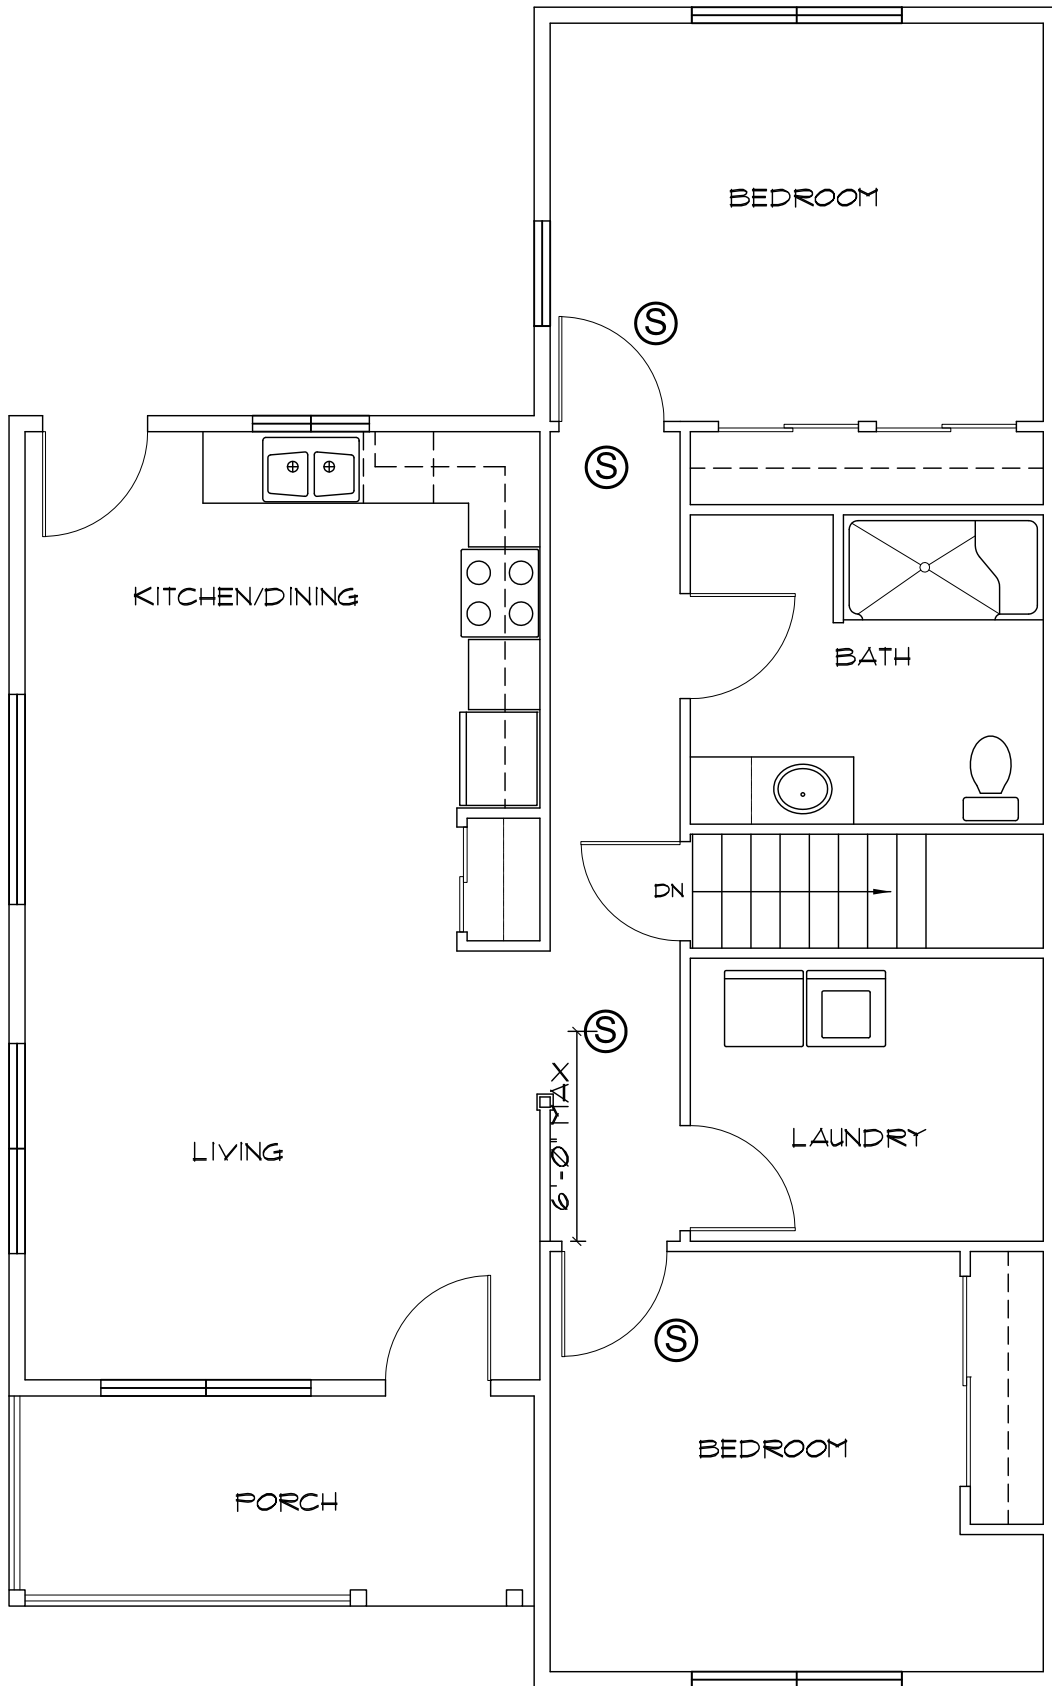 BEDROOM
S
S
KITCHEN/DINING
BATH
DN
S
6'-0" MAX
LAUNDRY
LIVING
S
BEDROOM
PORCH